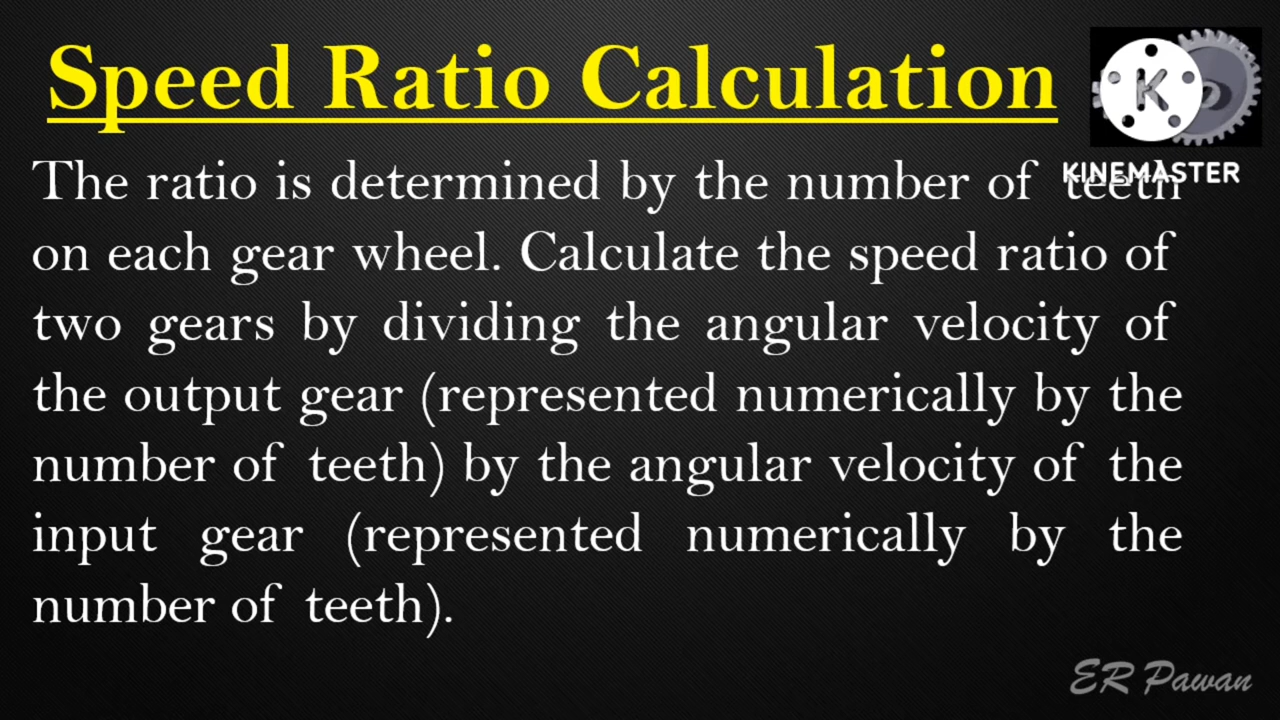 Speed Ratio Calculation
KINEMASTER
The ratio is determined by the number of teeth
on each gear wheel. Calculate the speed ratio of
two gears by dividing the angular velocity of
the output gear (represented numerically by the
number of teeth) by the angular velocity of the
input gear (represented numerically by the
number of teeth).
ER Pawan